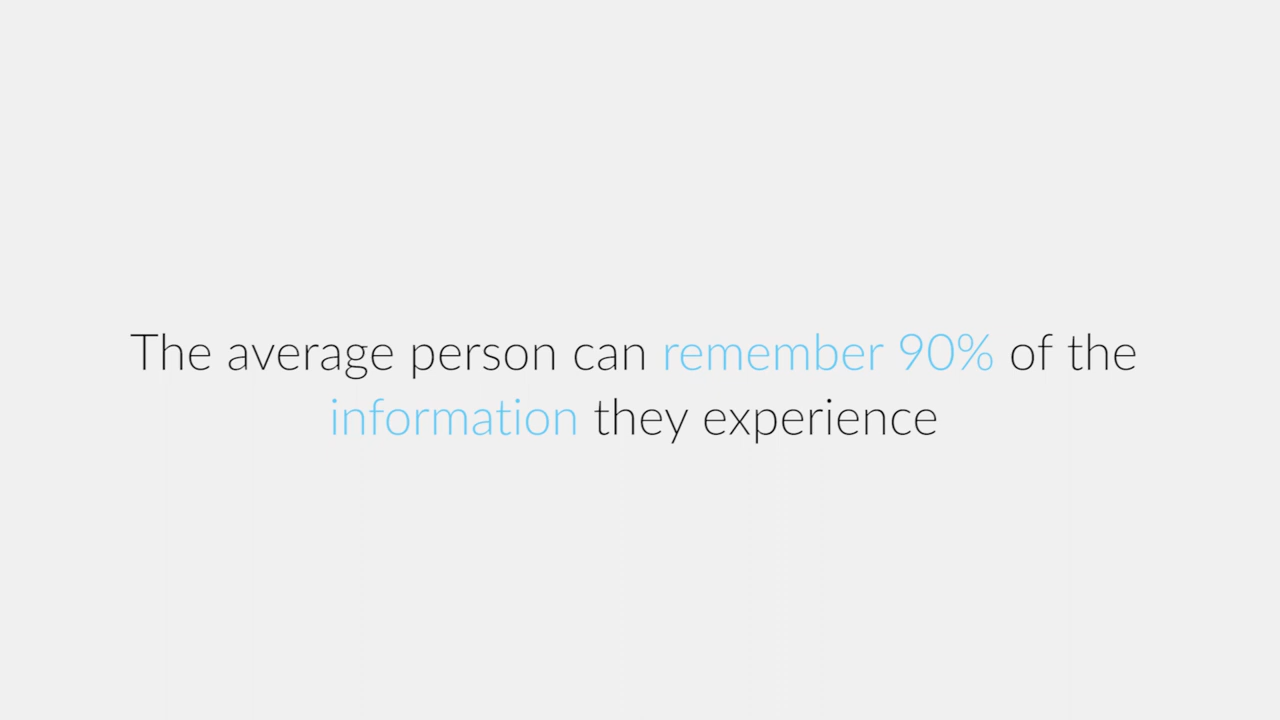 The average person can remember 90% of the
information they experience